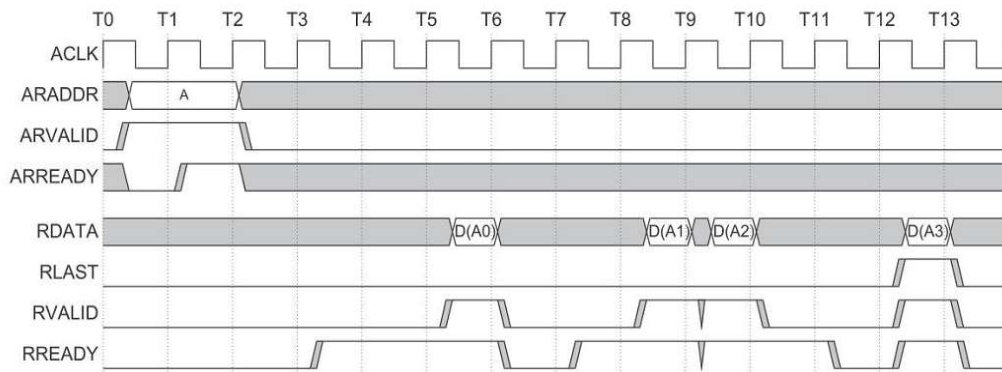 T0 T1 T2 T3 T4 T5 T6 T7 T8 T9 T10 T11 T12 T13
ACLK
ARADDR A
ARVALID
ARREADY
RDATA D(A0) D(A1) D(A2) D(A3)
RLAST
RVALID
RREADY